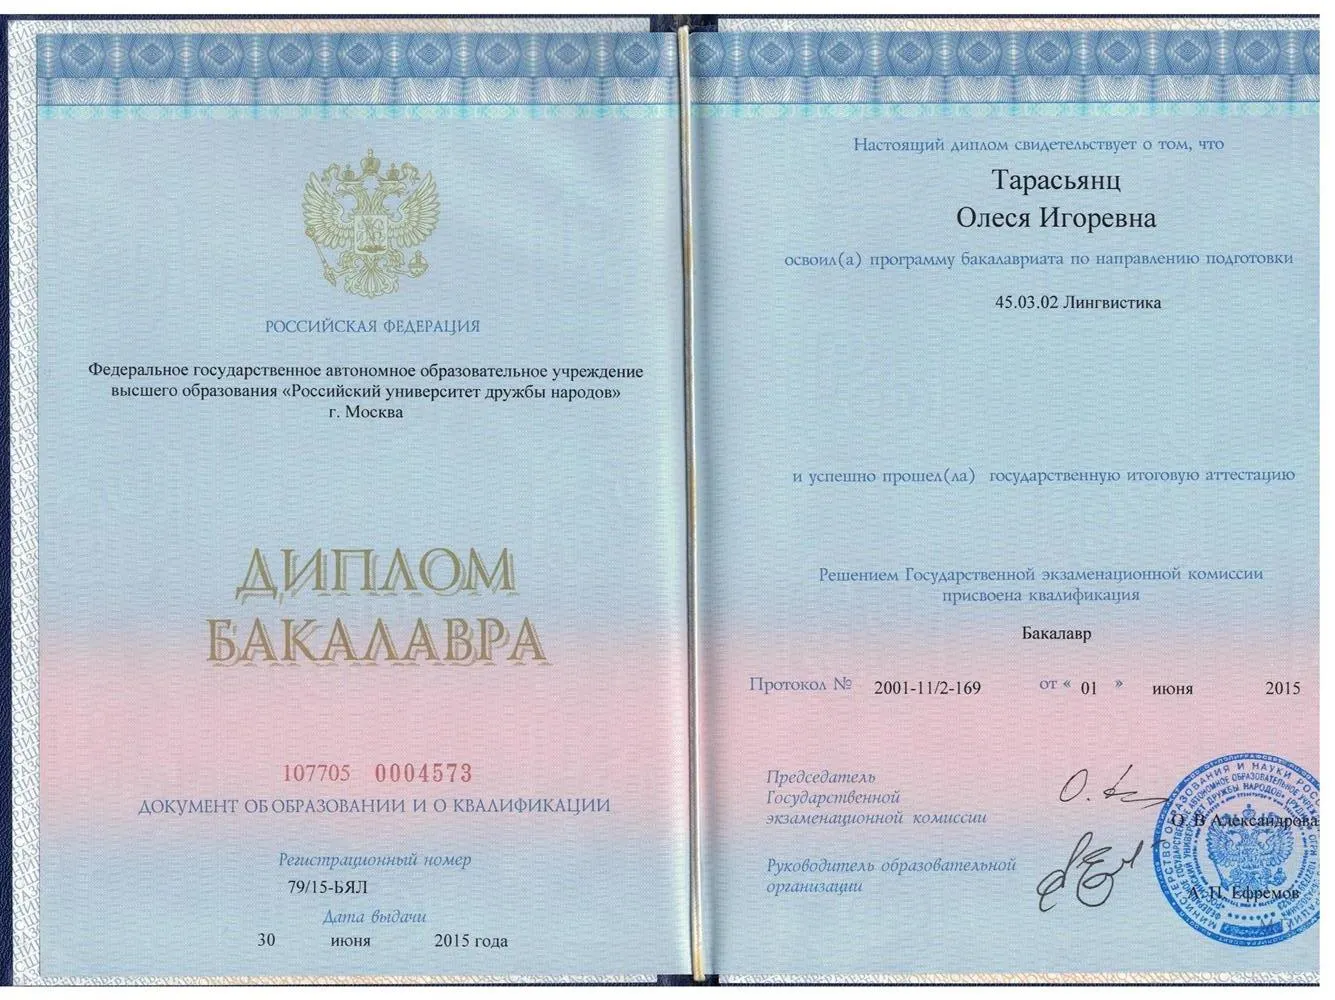 РОССИЙСКАЯ ФЕДЕРАЦИЯ
Федеральное государственное автономное образовательное учреждение
высшего образования «Российский университет дружбы народов»
г. Москва
ДИПЛОМ
БАКАЛАВРА
107705 0004573
ДОКУМЕНТ ОБ ОБРАЗОВАНИИ И О КВАЛИФИКАЦИИ
Регистрационный номер
79/15-БЯЛ
Дата выдачи
30 июня 2015 года
Настоящий диплом свидетельствует о том, что
Тарасьянц
Олеся Игоревна
освоил(а) программу бакалавриата по направлению подготовки
45.03.02 Лингвистика
и успешно прошел(ла) государственную итоговую аттестацию
Решением Государственной экзаменационной комиссии
присвоена квалификация
Бакалавр
Протокол № 2001-11/2-169 от « 01 » июня 2015
Председатель
Государственной
экзаменационной комиссии
О. В Александрова
Руководитель образовательной
организации
А. П. Ефремов